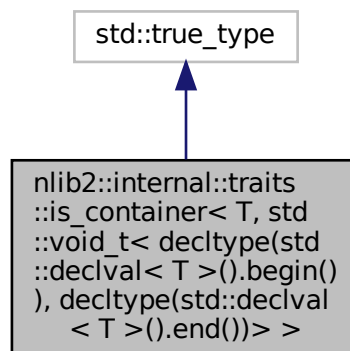 std::true_type
nlib2::internal::traits
::is_container< T, std
::void_t< decltype(std
::declval< T >().begin()
), decltype(std::declval
< T >().end())> >